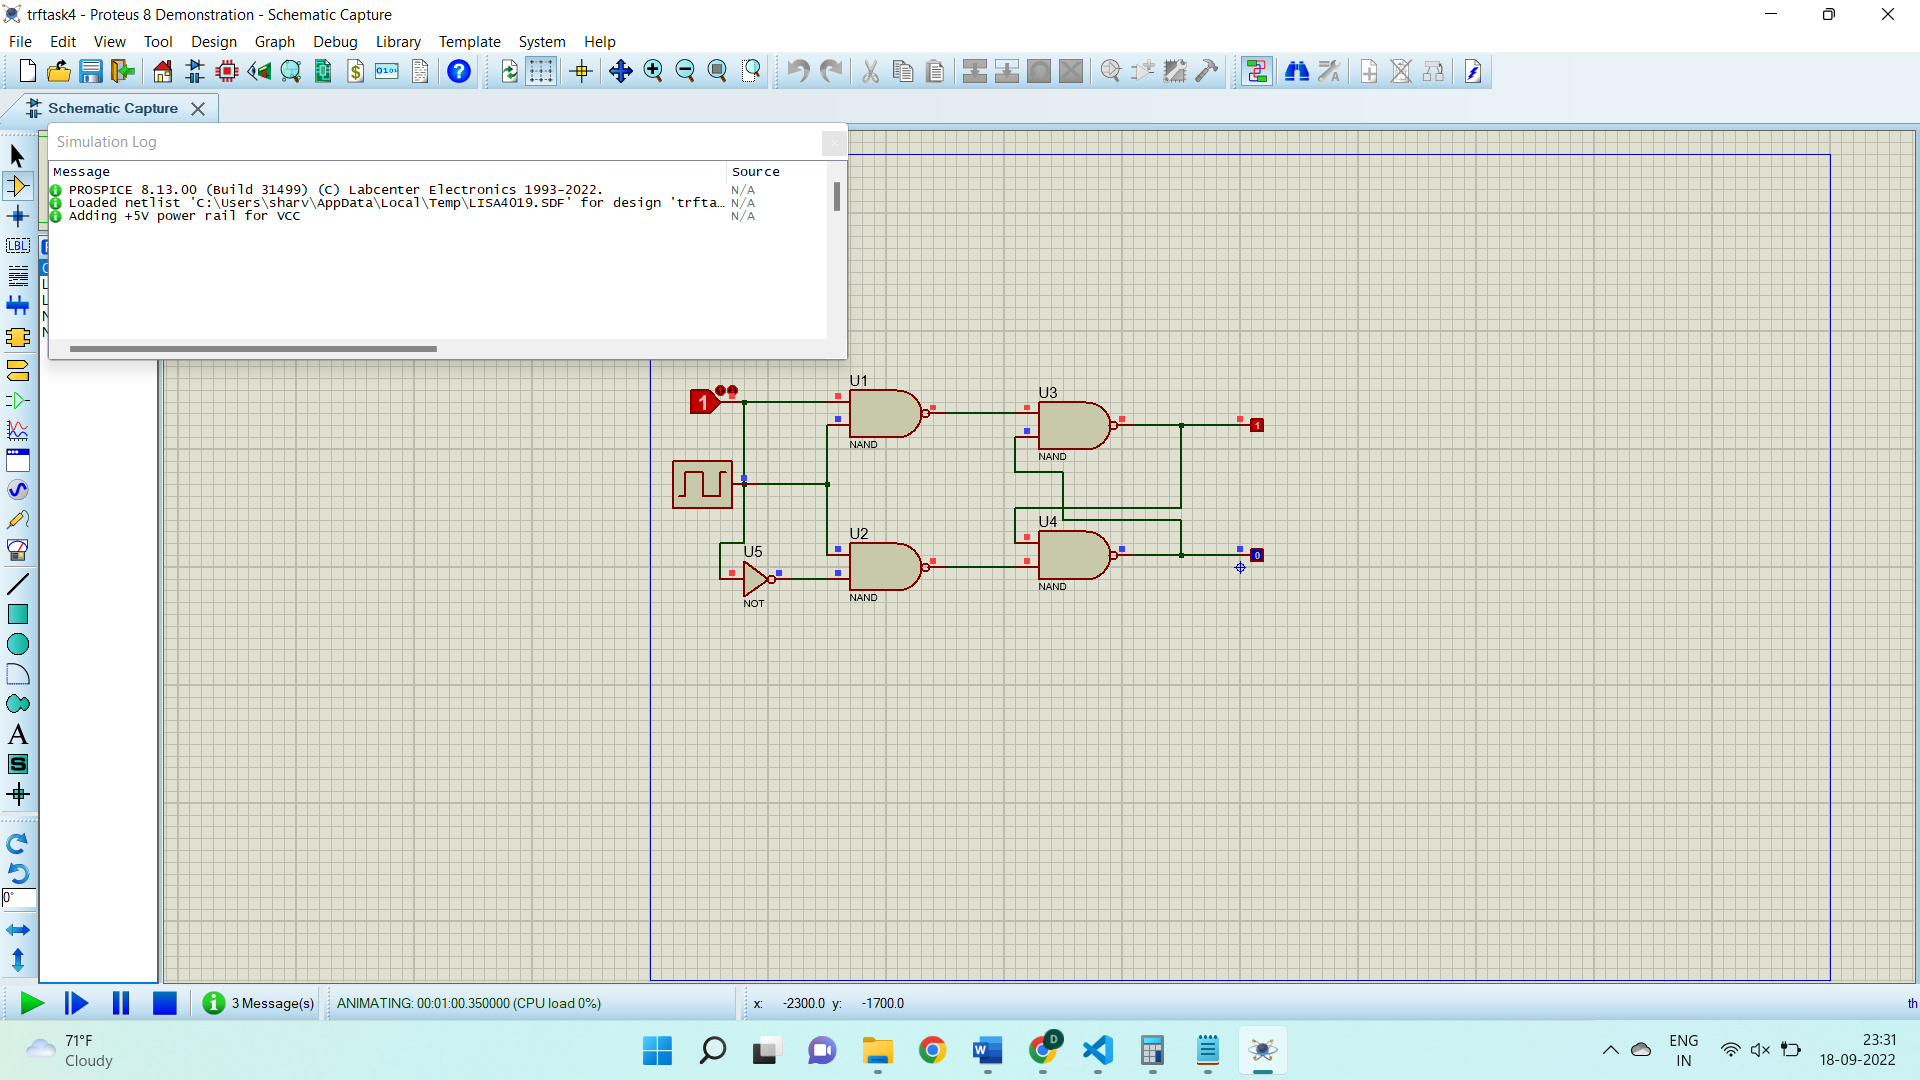 trftask4 - Proteus 8 Demonstration - Schematic Capture
File Edit View Tool Design Graph Debug Library Template System Help
Schematic Capture
Simulation Log
Message Source
PROSPICE 8.13.00 (Build 31499) (C) Labcenter Electronics 1993-2022. N/A
Loaded netlist 'C:\Users\sharv\AppData\Local\Temp\LISA4019.SDF' for design 'trfta... N/A
Adding +5V power rail for VCC N/A
LBL
U1
1
NAND
U3
1
NAND
U4
0
NAND
U2
NAND
U5
NOT
A
S
0°
3 Message(s) ANIMATING: 00:01:00.350000 (CPU load 0%) x: -2300.0 y: -1700.0 th
71°F
Cloudy
D
ENG
IN
23:31
18-09-2022